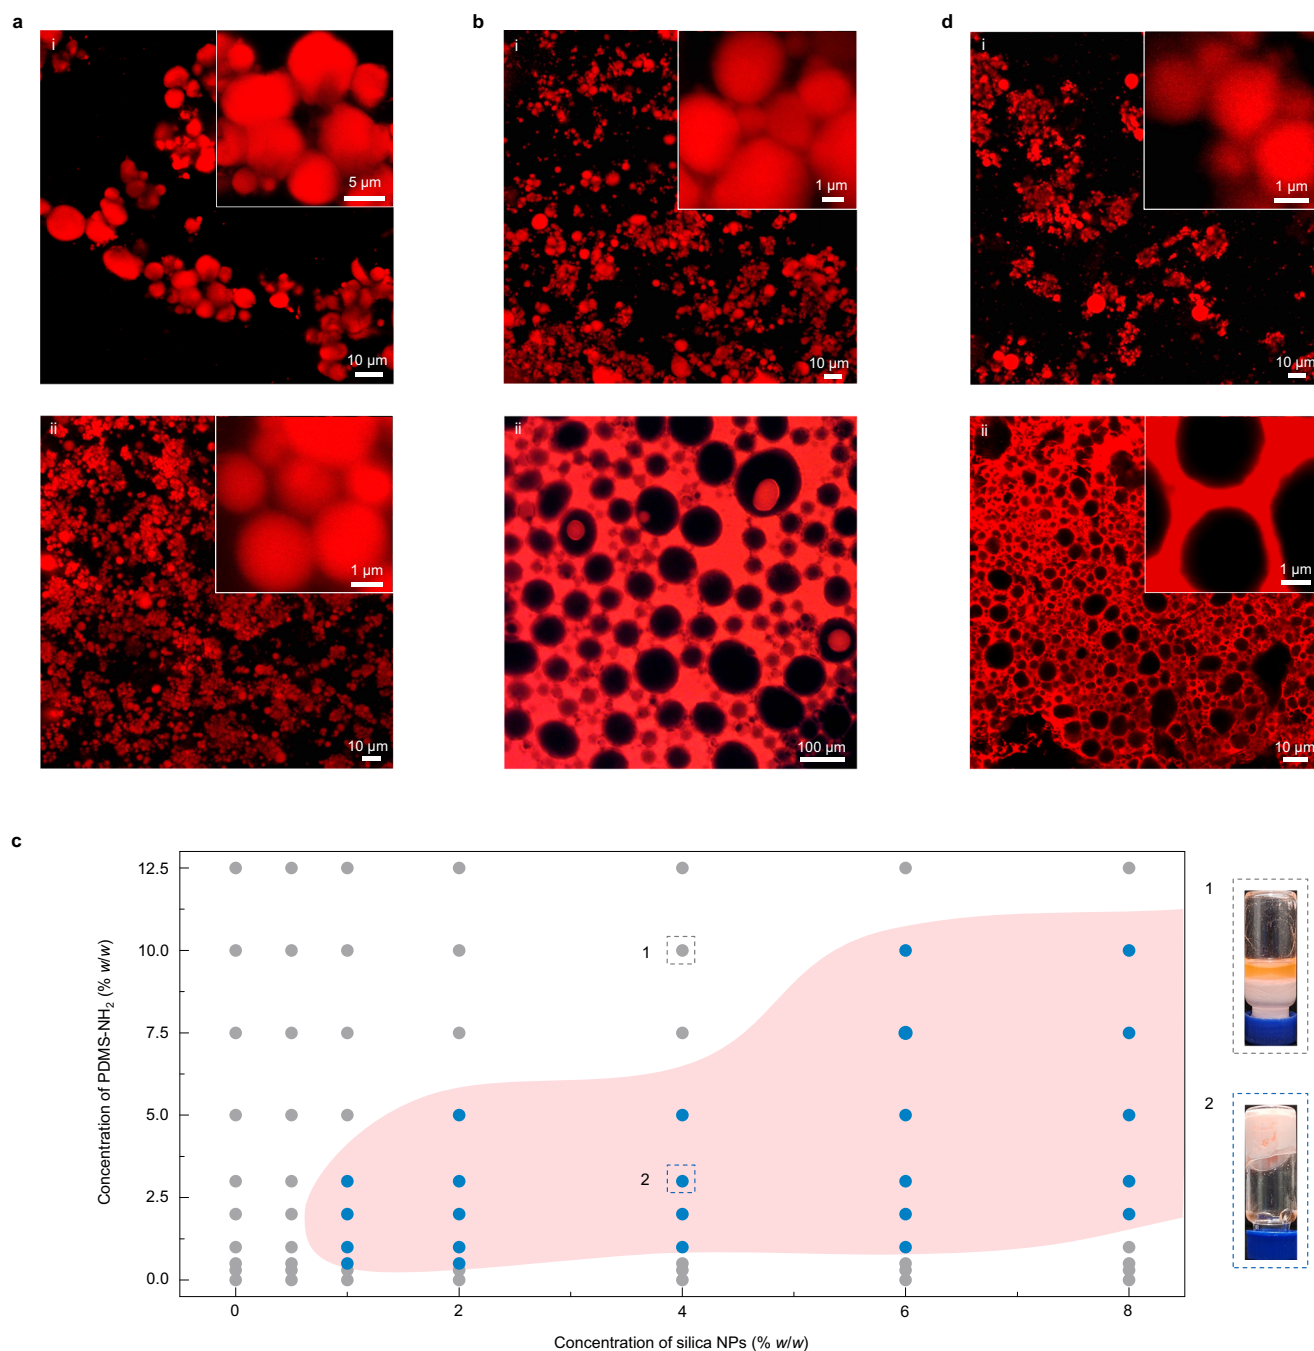 a
b
d
i
5 µm
10 µm
i
1 µm
10 µm
i
1 µm
10 µm
ii
1 µm
10 µm
ii
100 µm
ii
1 µm
10 µm
c
Concentration of PDMS-NH₂ (% w/w)
12.5
10.0
7.5
5.0
2.5
0.0
1
2
0
2
4
6
8
Concentration of silica NPs (% w/w)
1
2